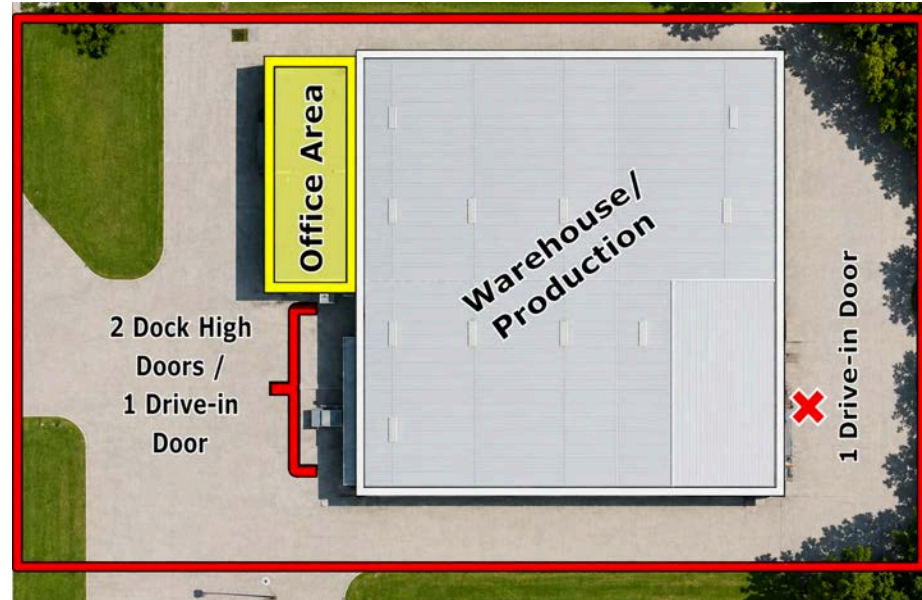 Office Area
Warehouse/
Production
2 Dock High
Doors /
1 Drive-in
Door
1 Drive-in Door